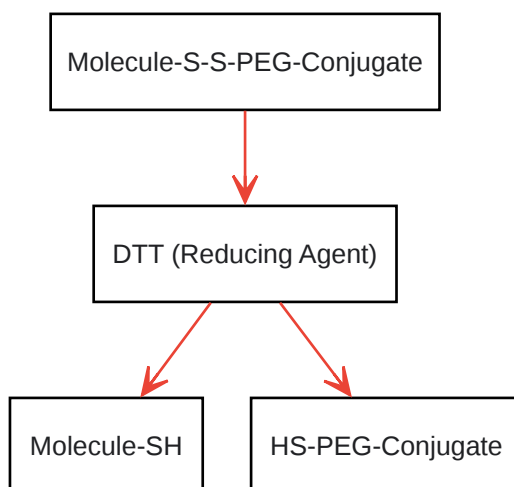 Molecule-S-S-PEG-Conjugate
DTT (Reducing Agent)
Molecule-SH
HS-PEG-Conjugate